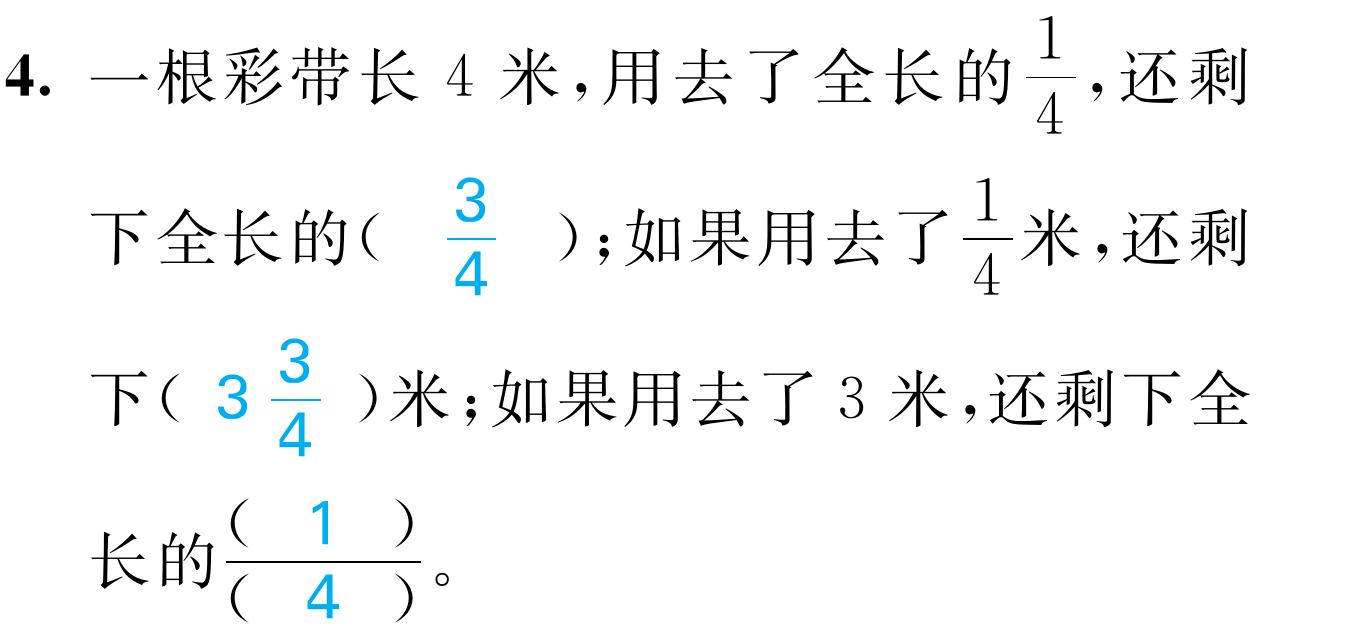 4. 一根彩带长 4 米,用去了全长的1/4,还剩
下全长的( 3/4 );如果用去了1/4米,还剩
下( 3 3/4 )米;如果用去了 3 米,还剩下全
长的( 1 )/( 4 )。